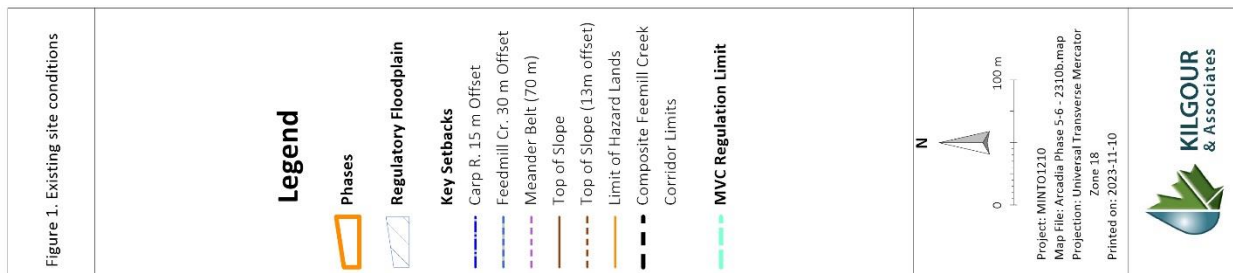 Figure 1. Existing site conditions
Legend
Phases
Regulatory Floodplain
Key Setbacks
Carp R. 15 m Offset
Feedmill Cr. 30 m Offset
Meander Belt (70 m)
Top of Slope
Top of Slope (13m offset)
Limit of Hazard Lands
Composite Feemill Creek
Corridor Limits
MVC Regulation Limit
N
0
100 m
Project: MINTO1210
Map File: Arcadia Phase 5-6 - 2310b.map
Projection: Universal Transverse Mercator
Zone 18
Printed on: 2023-11-10
KILGOUR
& Associates